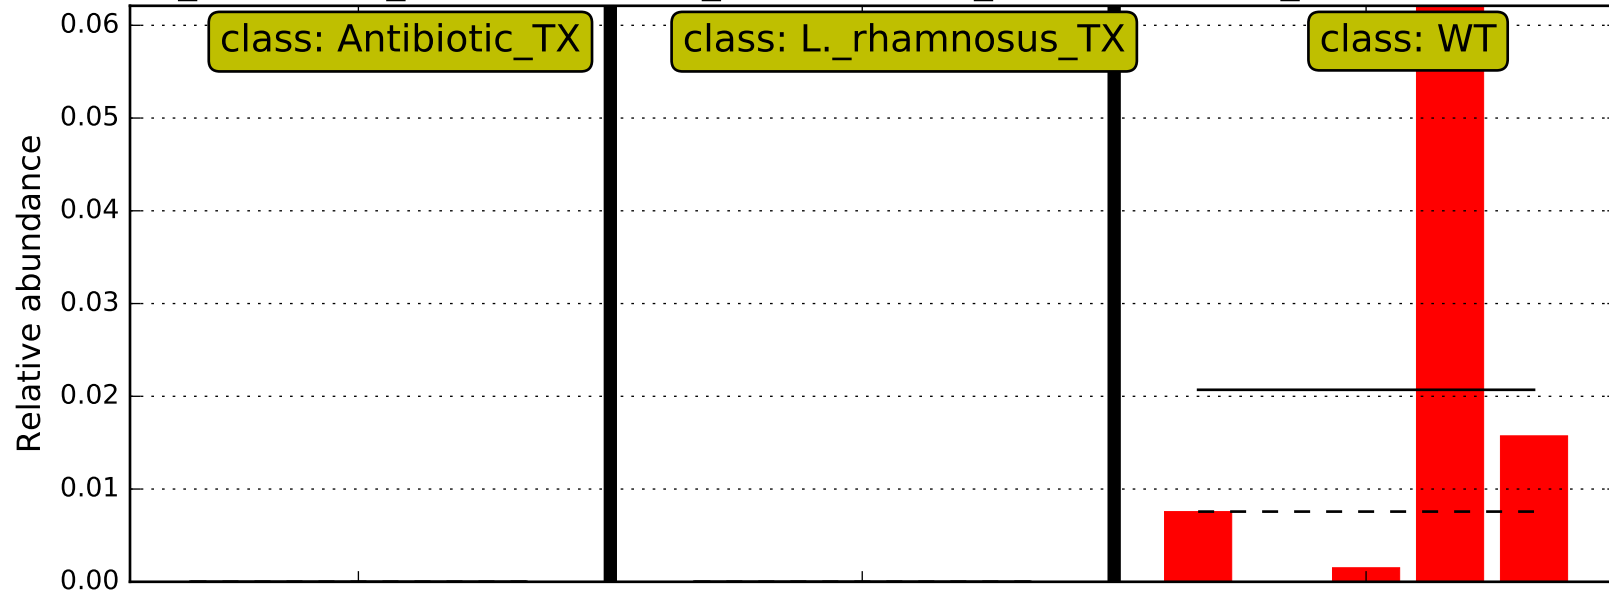 class: Antibiotic_TX
class: L._rhamnosus_TX
class: WT
Relative abundance
0.06
0.05
0.04
0.03
0.02
0.01
0.00